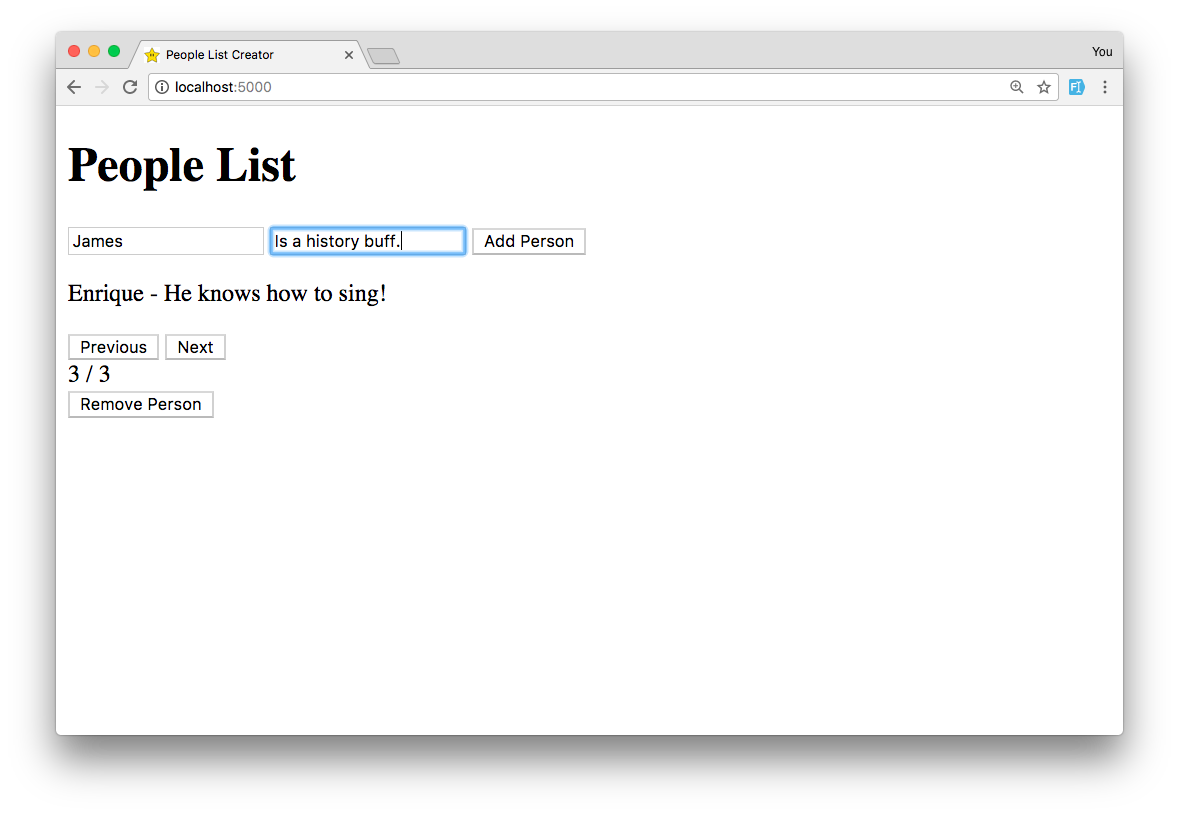 People List Creator
You
localhost:5000
FI
People List
James Is a history buff. Add Person
Enrique - He knows how to sing!
Previous Next
3 / 3
Remove Person